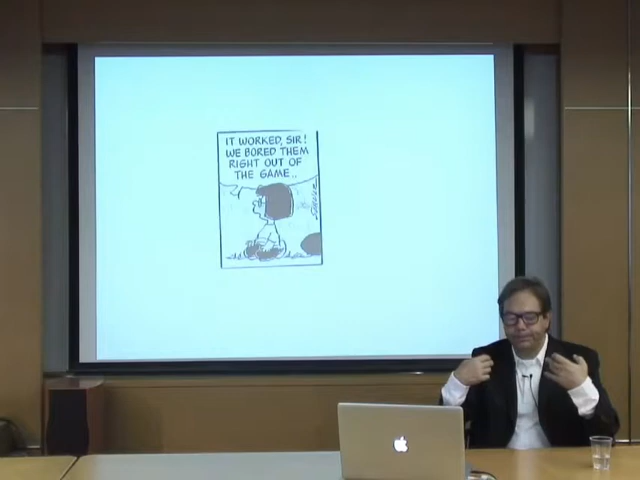 IT WORKED, SIR!
WE BORED THEM
RIGHT OUT OF
THE GAME..